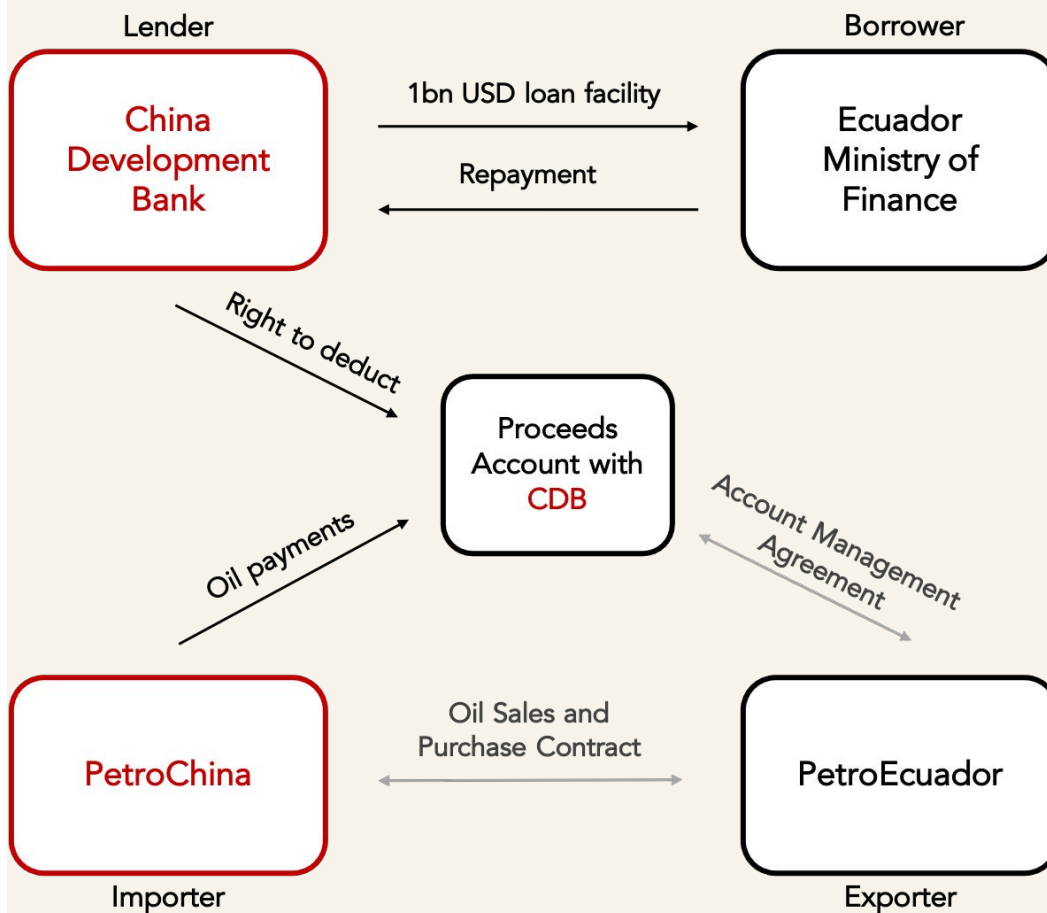 Lender
Borrower
China
Development
Bank
1bn USD loan facility
Repayment
Ecuador
Ministry of
Finance
Right to deduct
Proceeds
Account with
CDB
Oil payments
Account Management
Agreement
PetroChina
Oil Sales and
Purchase Contract
PetroEcuador
Importer
Exporter